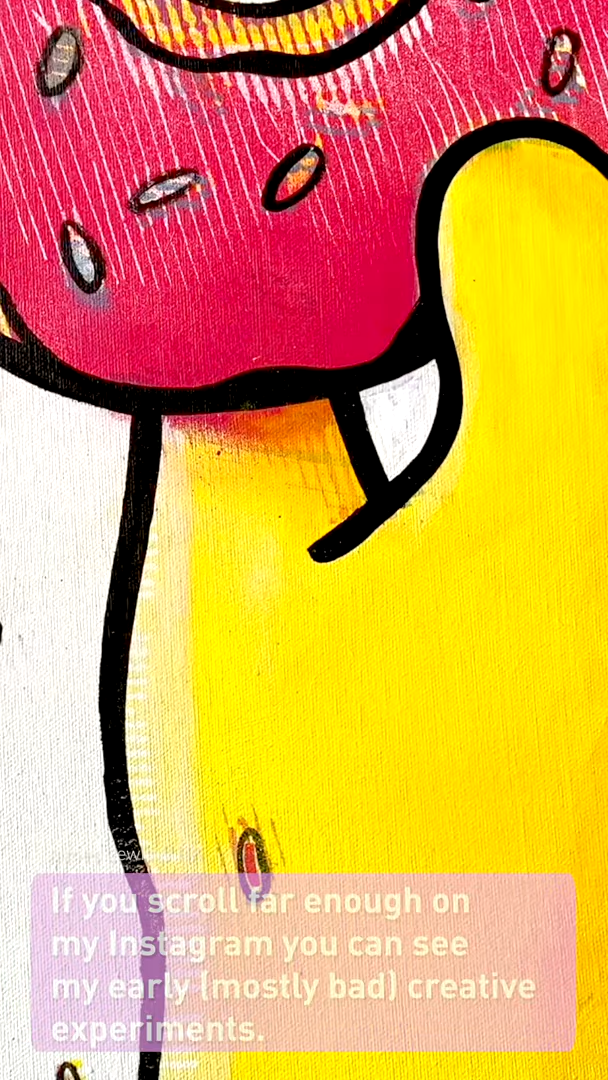 If you scroll far enough on
my Instagram you can see
my early (mostly bad) creative
experiments.